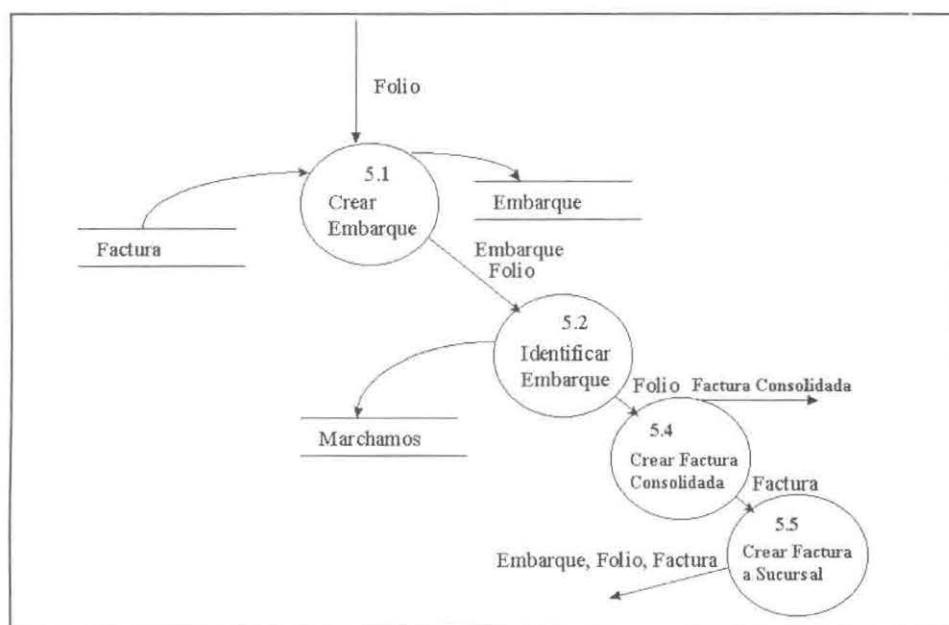 Folio
5.1
Crear
Embarque
Embarque
Factura
Embarque
Folio
5.2
Identificar
Embarque
Marchamos
Folio
Factura Consolidada
5.4
Crear Factura
Consolidada
Factura
5.5
Crear Factura
a Sucursal
Embarque, Folio, Factura